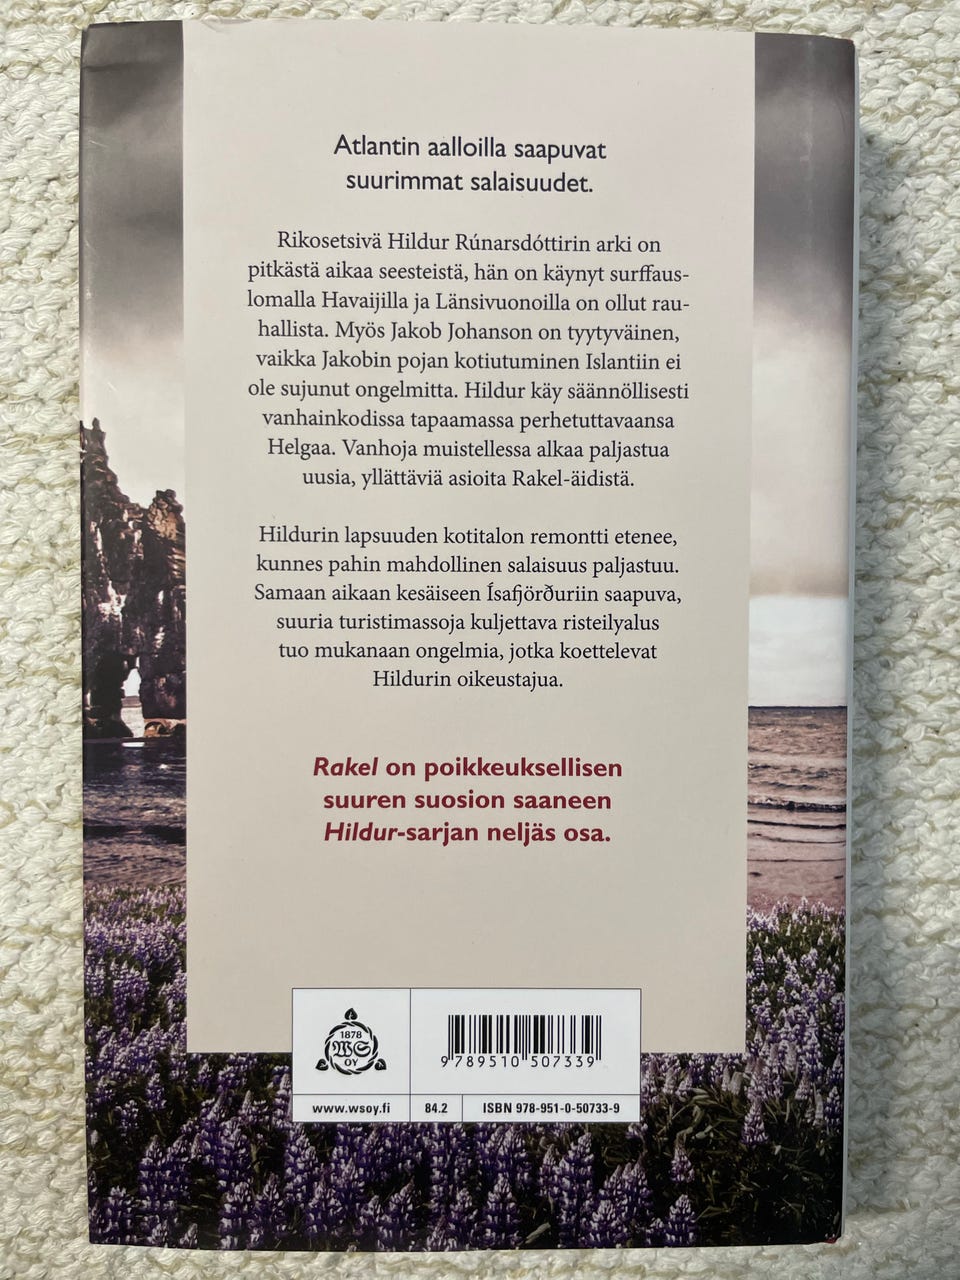 Atlantin aalloilla saapuvat
suurimmat salaisuudet.
Rikosetsivä Hildur Rúnarsdóttirin arki on
pitkästä aikaa seesteistä, hän on käynyt surffaus-
lomalla Havaijilla ja Länsivuonoilla on ollut rau-
hallista. Myös Jakob Johanson on tyytyväinen,
vaikka Jakobin pojan kotiutuminen Islantiin ei
ole sujunut ongelmitta. Hildur käy säännöllisesti
vanhainkodissa tapaamassa perhetuttavaansa
Helgaa. Vanhoja muistellessa alkaa paljastua
uusia, yllättäviä asioita Rakel-äidistä.
Hildurin lapsuuden kotitalon remontti etenee,
kunnes pahin mahdollinen salaisuus paljastuu.
Samaan aikaan kesäiseen Ísafjörðuriin saapuva,
suuria turistimassoja kuljettava risteilyalus
tuo mukanaan ongelmia, jotka koettelevat
Hildurin oikeustajua.
Rakel on poikkeuksellisen
suuren suosion saaneen
Hildur-sarjan neljäs osa.
1878
WS
OY
9 789510 507339
www.wsoy.fi 84.2 ISBN 978-951-0-50733-9